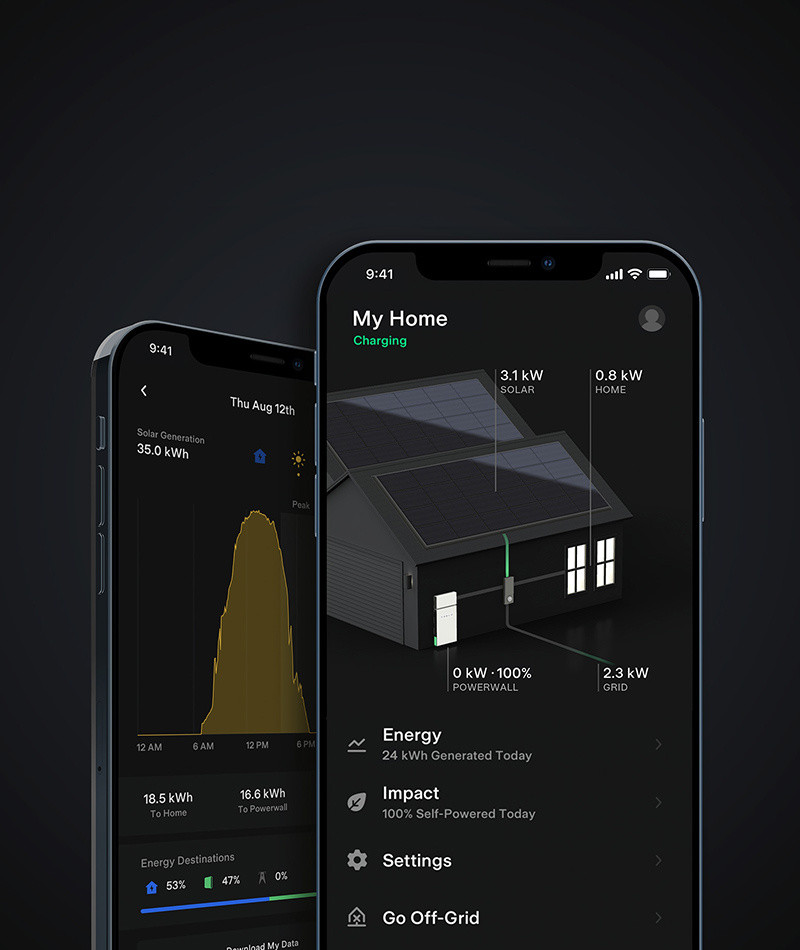 9:41
My Home
Charging
3.1 kW
SOLAR
0.8 kW
HOME
0 kW · 100%
POWERWALL
2.3 kW
GRID
Energy
24 kWh Generated Today
Impact
100% Self-Powered Today
Settings
Go Off-Grid
9:41
Thu Aug 12th
Solar Generation
35.0 kWh
Peak
12 AM 6 AM 12 PM 6 PM
18.5 kWh
To Home
16.6 kWh
To Powerwall
Energy Destinations
53% 47% 0%
Download My Data